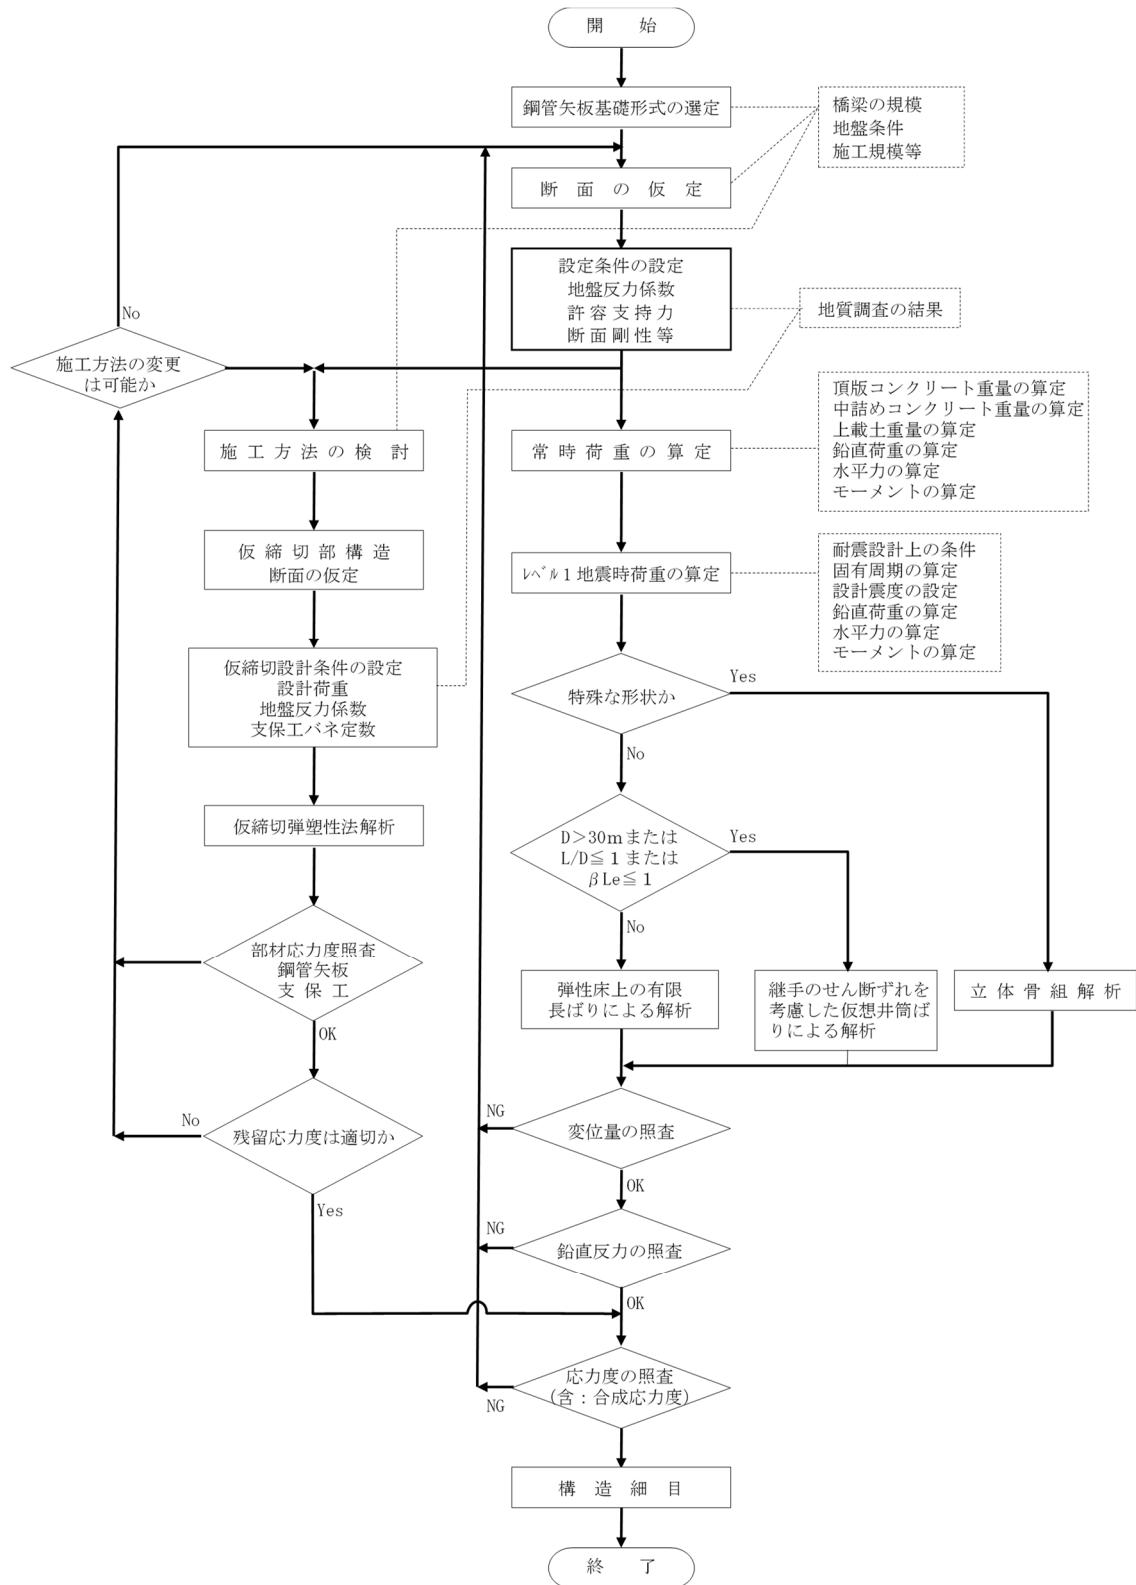 開　始
鋼管矢板基礎形式の選定
橋梁の規模
地盤条件
施工規模等
断　面　の　仮　定
設定条件の設定
地盤反力係数
許 容 支 持 力
断 面 剛 性 等
地質調査の結果
No
施工方法の変更
は可能か
頂版コンクリート重量の算定
中詰めコンクリート重量の算定
上載土重量の算定
鉛直荷重の算定
水平力の算定
モーメントの算定
施 工 方 法 の 検 討
常 時 荷 重 の 算 定
仮 締 切 部 構 造
断面の仮定
ﾚﾍﾞﾙ１地震時荷重の算定
耐震設計上の条件
固有周期の算定
設計震度の設定
鉛直荷重の算定
水平力の算定
モーメントの算定
仮締切設計条件の設定
設計荷重
地盤反力係数
支保工バネ定数
特殊な形状か
Yes
No
仮締切弾塑性法解析
D＞30mまたは
L/D≦１または
βLe≦１
Yes
No
部材応力度照査
鋼管矢板
支 保 工
OK
弾性床上の有限
長ばりによる解析
継手のせん断ずれを
考慮した仮想井筒ば
りによる解析
立 体 骨 組 解 析
No
残留応力度は適切か
Yes
NG
変位量の照査
OK
NG
鉛直反力の照査
OK
応力度の照査
(含：合成応力度)
NG
構　造　細　目
終　了